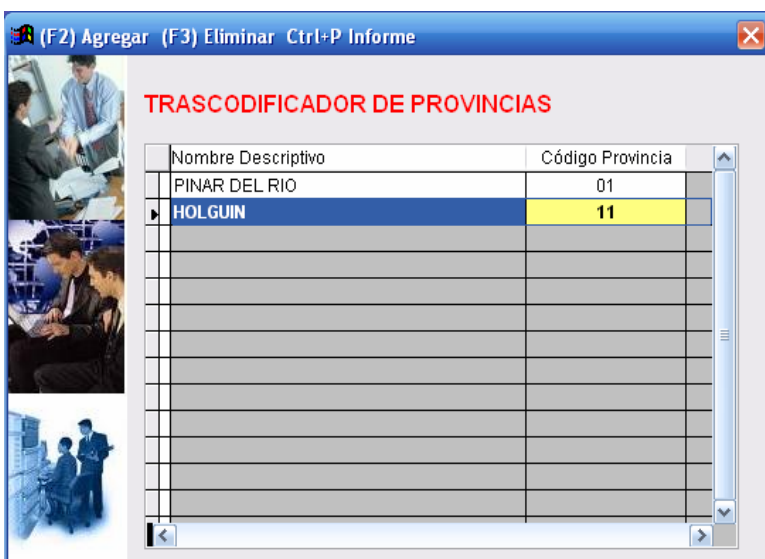 (F2) Agregar (F3) Eliminar Ctrl+P Informe
TRASCODIFICADOR DE PROVINCIAS
Nombre Descriptivo Código Provincia
PINAR DEL RIO 01
HOLGUIN 11